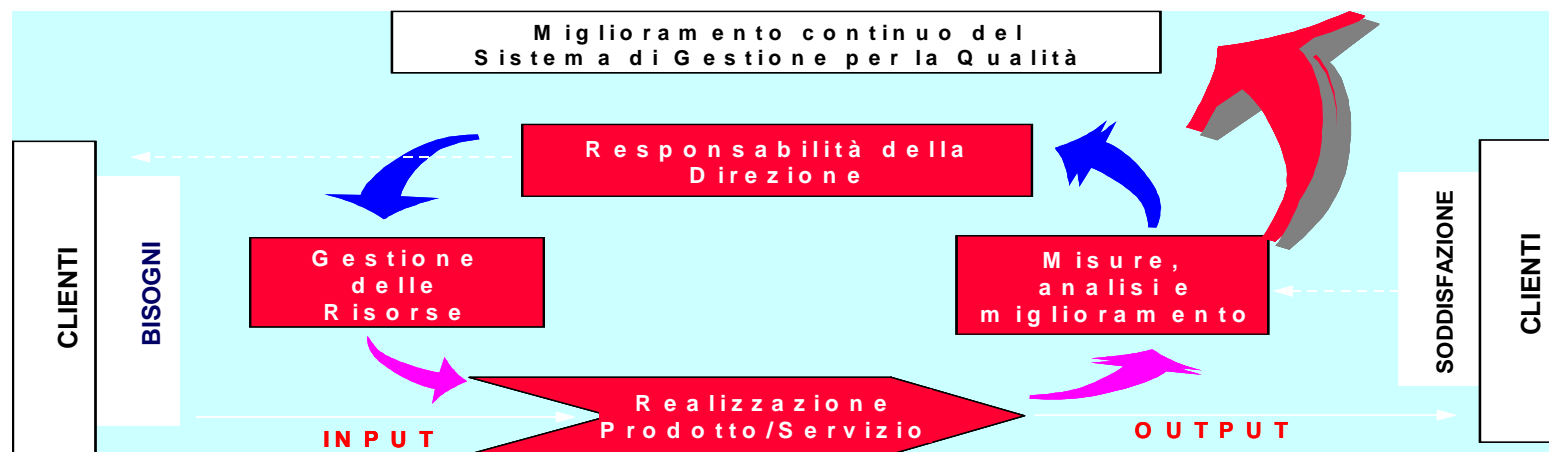 Miglioramento continuo del
Sistema di Gestione per la Qualità
Responsabilità della
Direzione
CLIENTI
BISOGNI
Gestione
delle
Risorse
Misure,
analisi e
miglioramento
SODDISFAZIONE
CLIENTI
Realizzazione
Prodotto/Servizio
INPUT
OUTPUT